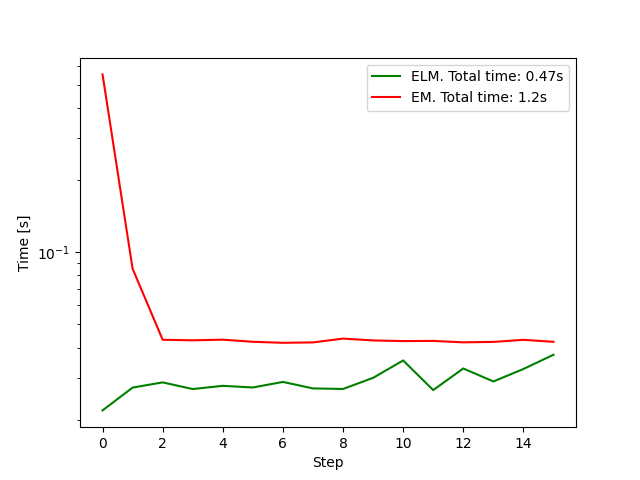 ELM. Total time: 0.47s
EM. Total time: 1.2s
Time [s]
10⁻¹
0 2 4 6 8 10 12 14
Step